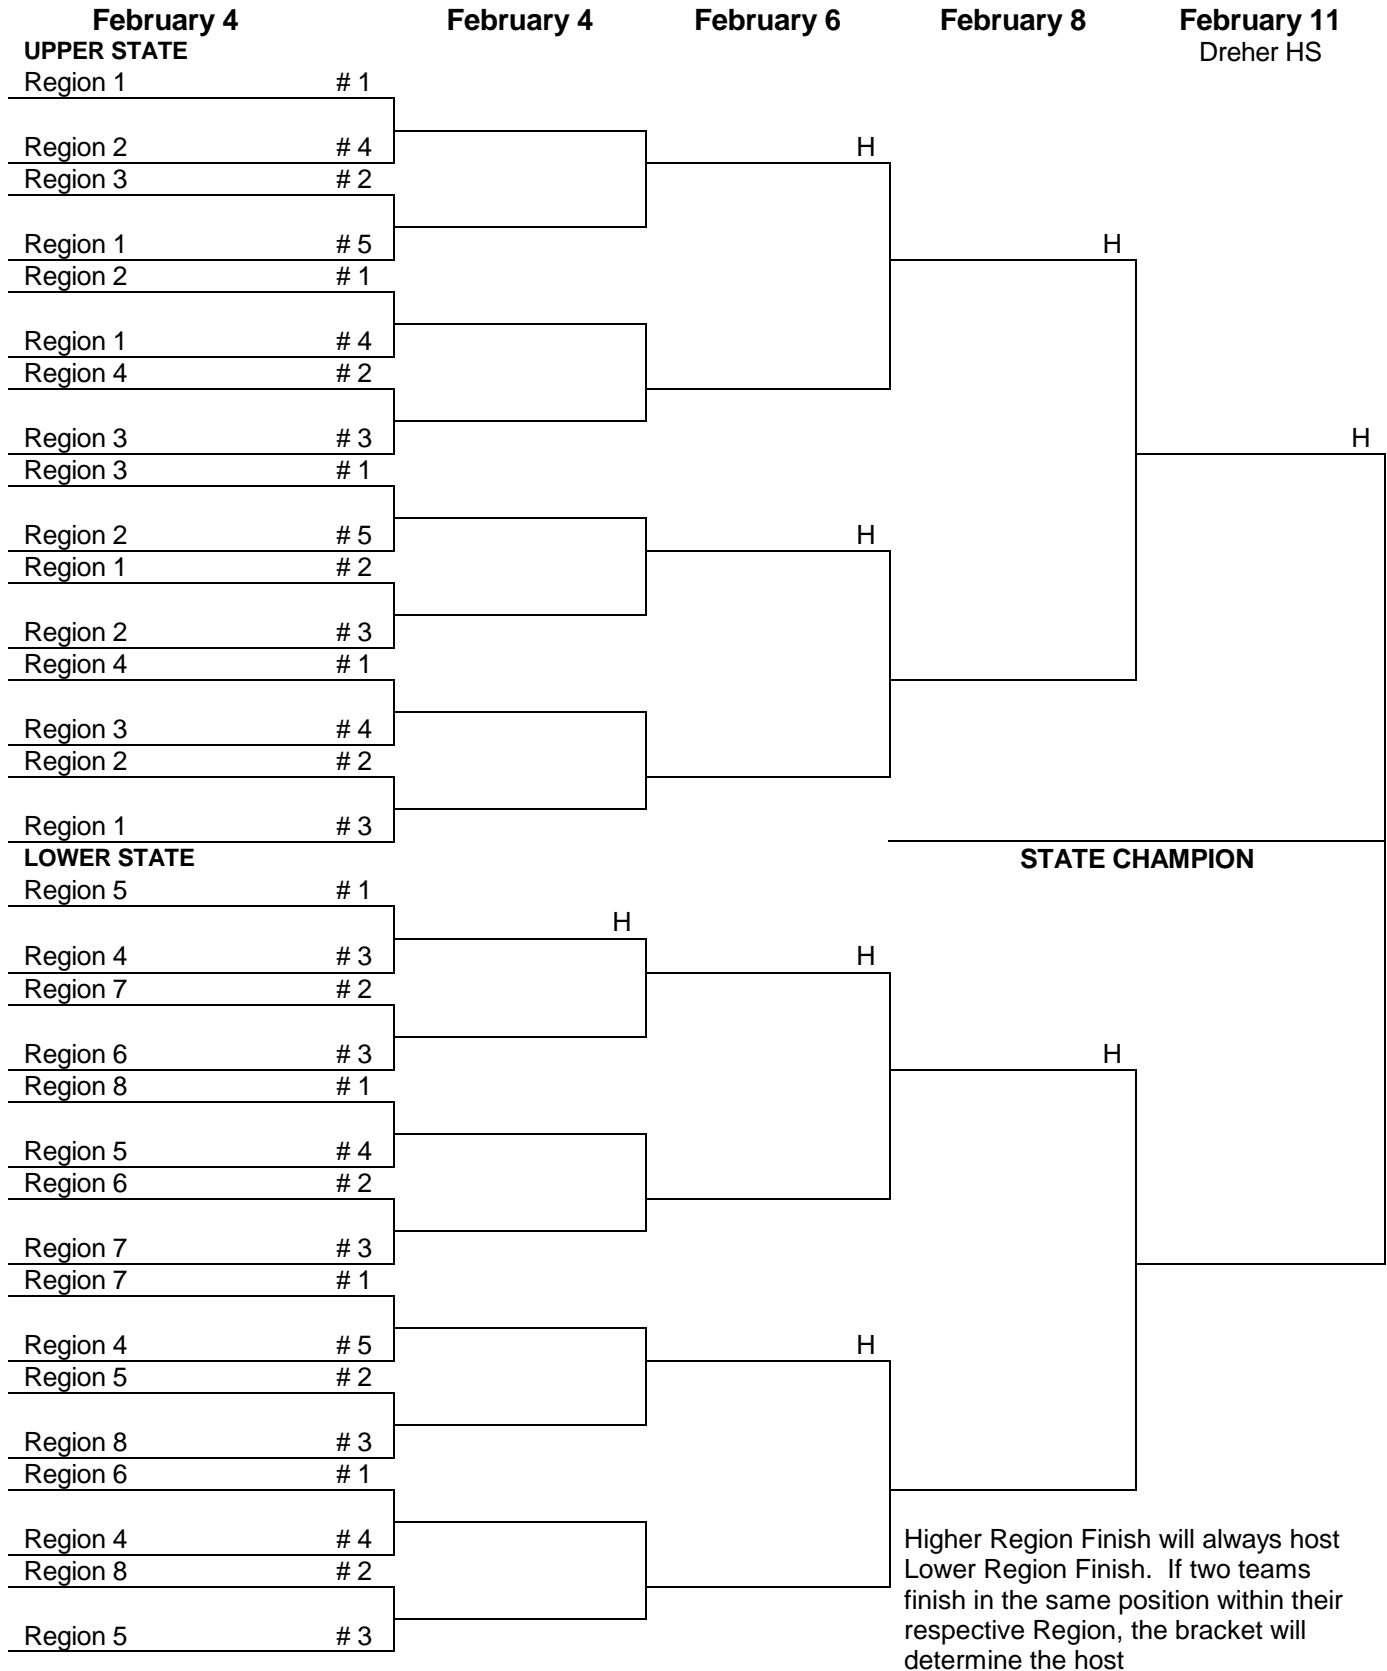 February 4 February 4 February 6 February 8 February 11
UPPER STATE Dreher HS
Region 1 # 1
Region 2 # 4 H
Region 3 # 2
Region 1 # 5 H
Region 2 # 1
Region 1 # 4
Region 4 # 2
Region 3 # 3 H
Region 3 # 1
Region 2 # 5 H
Region 1 # 2
Region 2 # 3
Region 4 # 1
Region 3 # 4
Region 2 # 2
Region 1 # 3
LOWER STATE STATE CHAMPION
Region 5 # 1
H
Region 4 # 3 H
Region 7 # 2
Region 6 # 3 H
Region 8 # 1
Region 5 # 4
Region 6 # 2
Region 7 # 3
Region 7 # 1
Region 4 # 5 H
Region 5 # 2
Region 8 # 3
Region 6 # 1
Region 4 # 4 Higher Region Finish will always host
Region 8 # 2 Lower Region Finish. If two teams
finish in the same position within their
Region 5 # 3 respective Region, the bracket will
determine the host